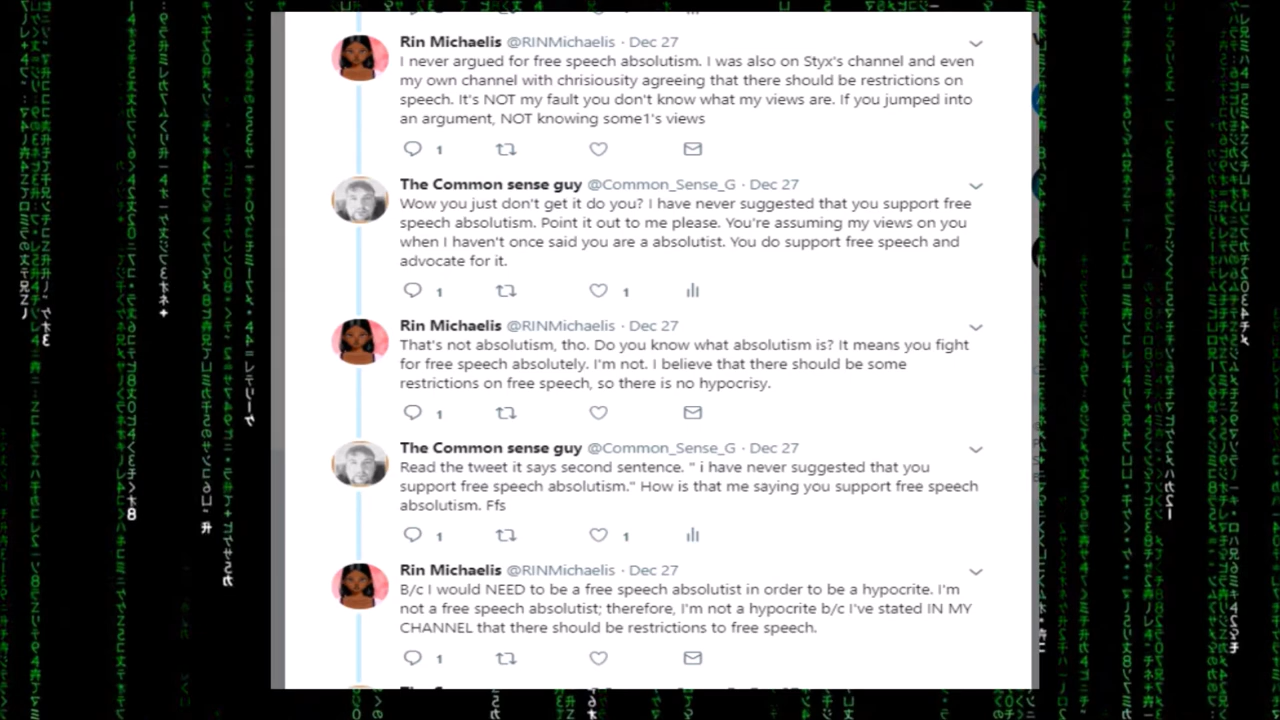 Rin Michaelis @RINMichaelis · Dec 27
I never argued for free speech absolutism. I was also on Styx's channel and even
my own channel with chrisiousity agreeing that there should be restrictions on
speech. It's NOT my fault you don't know what my views are. If you jumped into
an argument, NOT knowing some1's views
1
The Common sense guy @Common_Sense_G · Dec 27
Wow you just don't get it do you? I have never suggested that you support free
speech absolutism. Point it out to me please. You're assuming my views on you
when I haven't once said you are a absolutist. You do support free speech and
advocate for it.
1 1
Rin Michaelis @RINMichaelis · Dec 27
That's not absolutism, tho. Do you know what absolutism is? It means you fight
for free speech absolutely. I'm not. I believe that there should be some
restrictions on free speech, so there is no hypocrisy.
1
The Common sense guy @Common_Sense_G · Dec 27
Read the tweet it says second sentence. " i have never suggested that you
support free speech absolutism." How is that me saying you support free speech
absolutism. Ffs
1 1
Rin Michaelis @RINMichaelis · Dec 27
B/c I would NEED to be a free speech absolutist in order to be a hypocrite. I'm
not a free speech absolutist; therefore, I'm not a hypocrite b/c I've stated IN MY
CHANNEL that there should be restrictions to free speech.
1